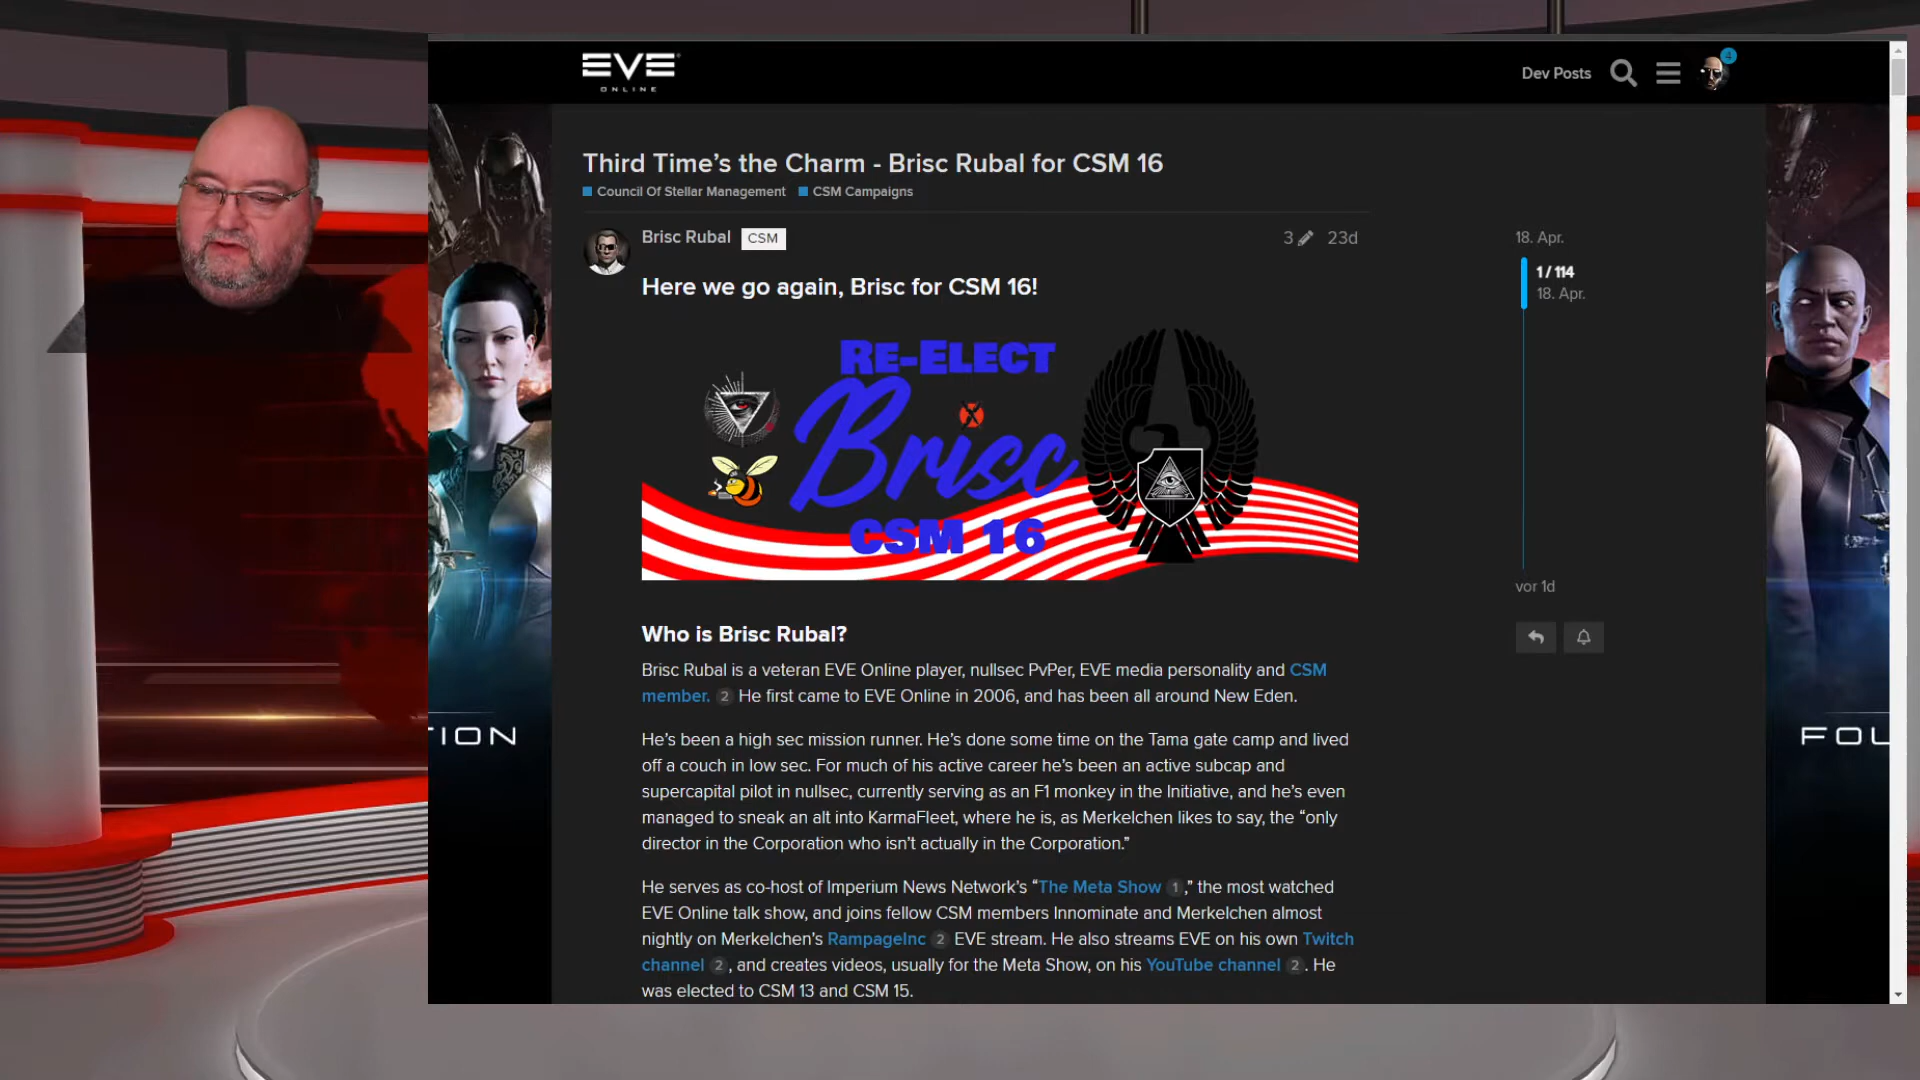 EVE
ONLINE
Dev Posts
4
Third Time’s the Charm - Brisc Rubal for CSM 16
Council Of Stellar Management
CSM Campaigns
Brisc Rubal CSM
3 23d
Here we go again, Brisc for CSM 16!
RE-ELECT
Brisc
CSM 16
18. Apr.
1 / 114
18. Apr.
vor 1d
Who is Brisc Rubal?
Brisc Rubal is a veteran EVE Online player, nullsec PvPer, EVE media personality and CSM
member. 2 He first came to EVE Online in 2006, and has been all around New Eden.
He’s been a high sec mission runner. He’s done some time on the Tama gate camp and lived
off a couch in low sec. For much of his active career he’s been an active subcap and
supercapital pilot in nullsec, currently serving as an F1 monkey in the Initiative, and he’s even
managed to sneak an alt into KarmaFleet, where he is, as Merkelchen likes to say, the “only
director in the Corporation who isn’t actually in the Corporation.”
He serves as co-host of Imperium News Network’s “The Meta Show 1,” the most watched
EVE Online talk show, and joins fellow CSM members Innominate and Merkelchen almost
nightly on Merkelchen’s RampageInc 2 EVE stream. He also streams EVE on his own Twitch
channel 2, and creates videos, usually for the Meta Show, on his YouTube channel 2. He
was elected to CSM 13 and CSM 15.
TION
FOU